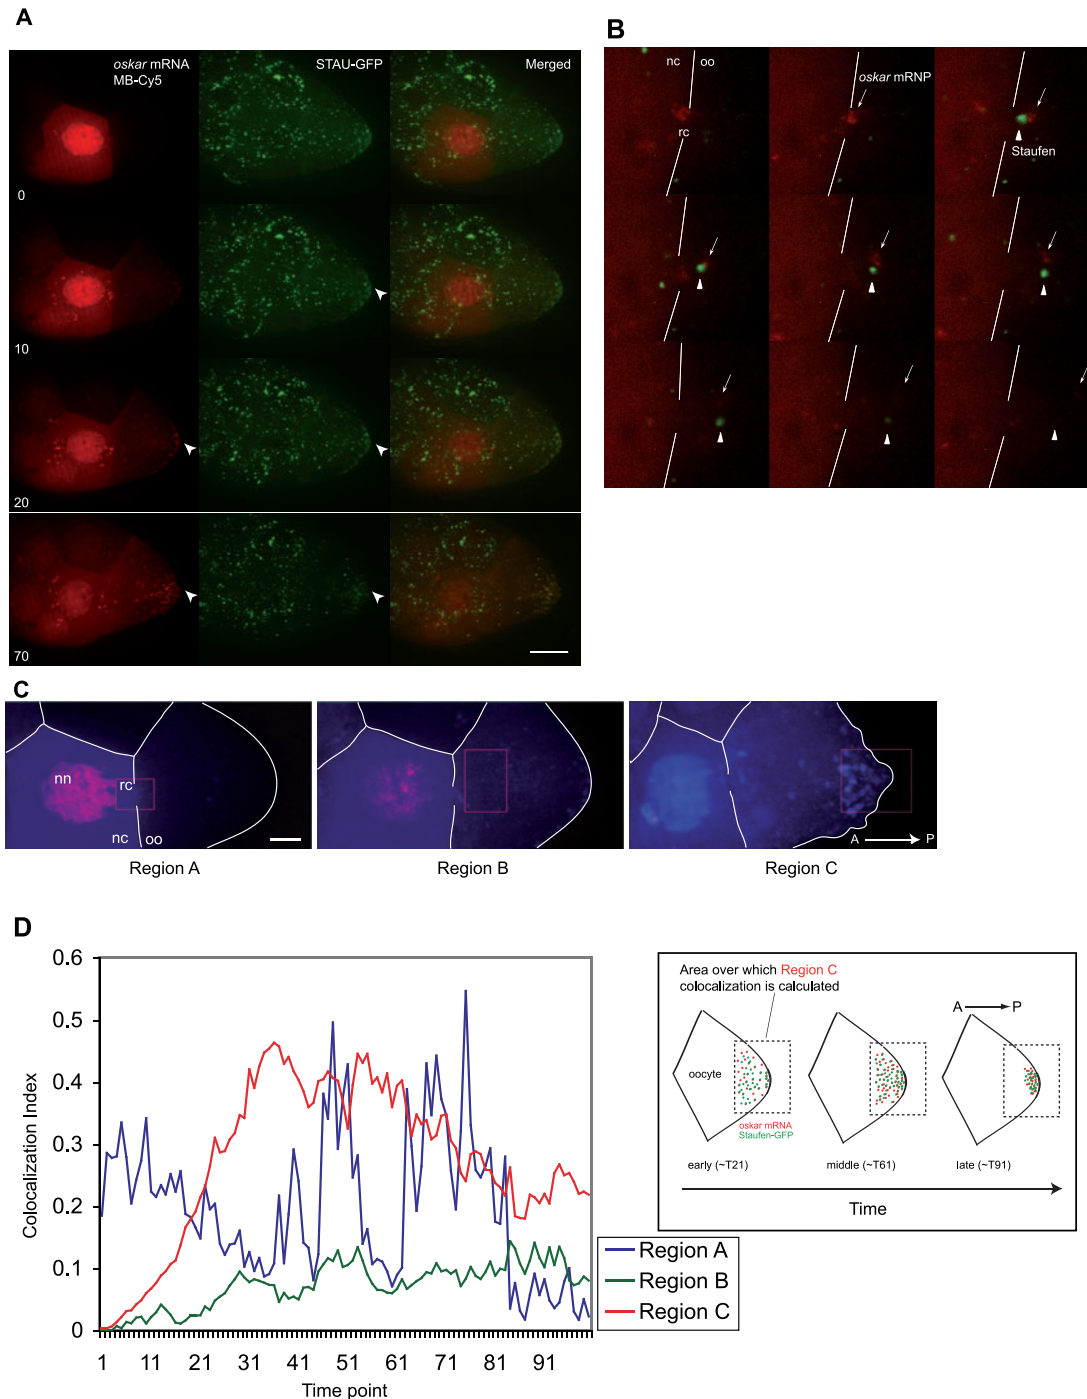 A
oskar mRNA
MB-Cy5
STAU-GFP
Merged
0
10
20
70
B
nc oo
oskar mRNP
rc
Staufen
C
nn
rc
nc oo
A P
Region A
Region B
Region C
D
0.6
0.5
0.4
0.3
0.2
0.1
0
Colocalization Index
1 11 21 31 41 51 61 71 81 91
Time point
Region A
Region B
Region C
Area over which Region C
colocalization is calculated
A P
oocyte
oskar mRNA
Staufen-GFP
early (~T21)
middle (~T61)
late (~T91)
Time